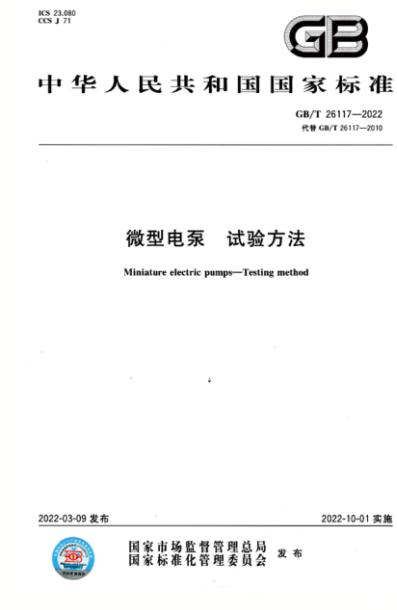 ICS 23.080
CCS J 71
GB
中华人民共和国国家标准
GB/T 26117—2022
代替 GB/T 26117—2010
微型电泵 试验方法
Miniature electric pumps—Testing method
2022-03-09 发布
2022-10-01 实施
国家市场监督管理总局
国家标准化管理委员会
发布